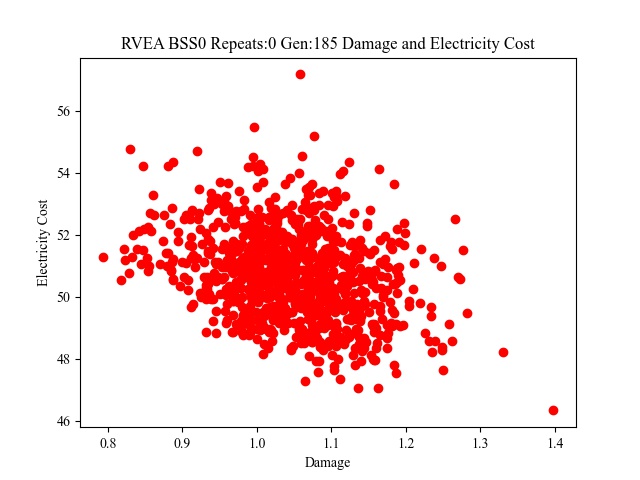 RVEA BSS0 Repeats:0 Gen:185 Damage and Electricity Cost
56
54
52
50
48
46
Electricity Cost
0.8 0.9 1.0 1.1 1.2 1.3 1.4
Damage